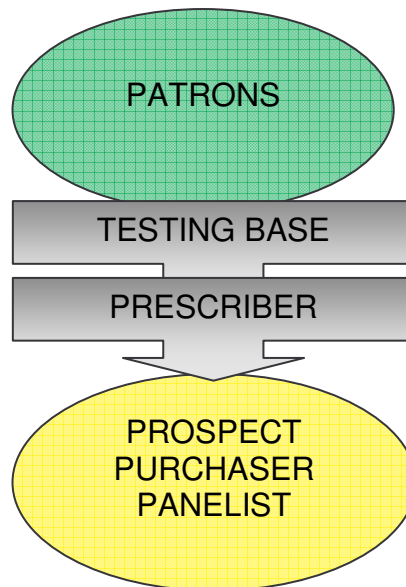 PATRONS
TESTING BASE
PRESCRIBER
PROSPECT
PURCHASER
PANELIST